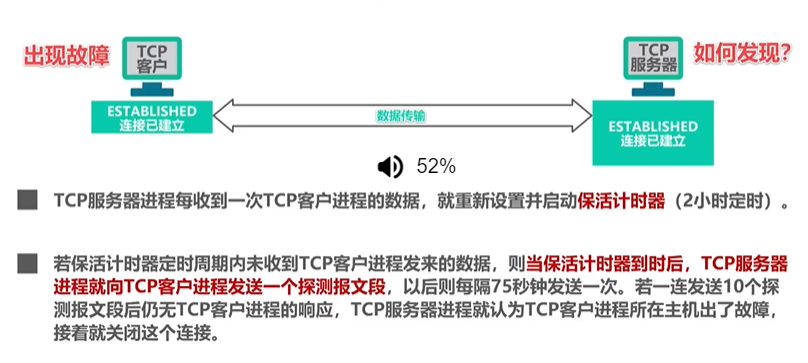 出现故障
TCP
客户
TCP
服务器
如何发现?
ESTABLISHED
连接已建立
数据传输
ESTABLISHED
连接已建立
52%
TCP服务器进程每收到一次TCP客户进程的数据，就重新设置并启动保活计时器（2小时定时）。
若保活计时器定时周期内未收到TCP客户进程发来的数据，则当保活计时器到时后，TCP服务器
进程就向TCP客户进程发送一个探测报文段，以后则每隔75秒钟发送一次。若一连发送10个探
测报文段后仍无TCP客户进程的响应，TCP服务器进程就认为TCP客户进程所在主机出了故障，
接着就关闭这个连接。